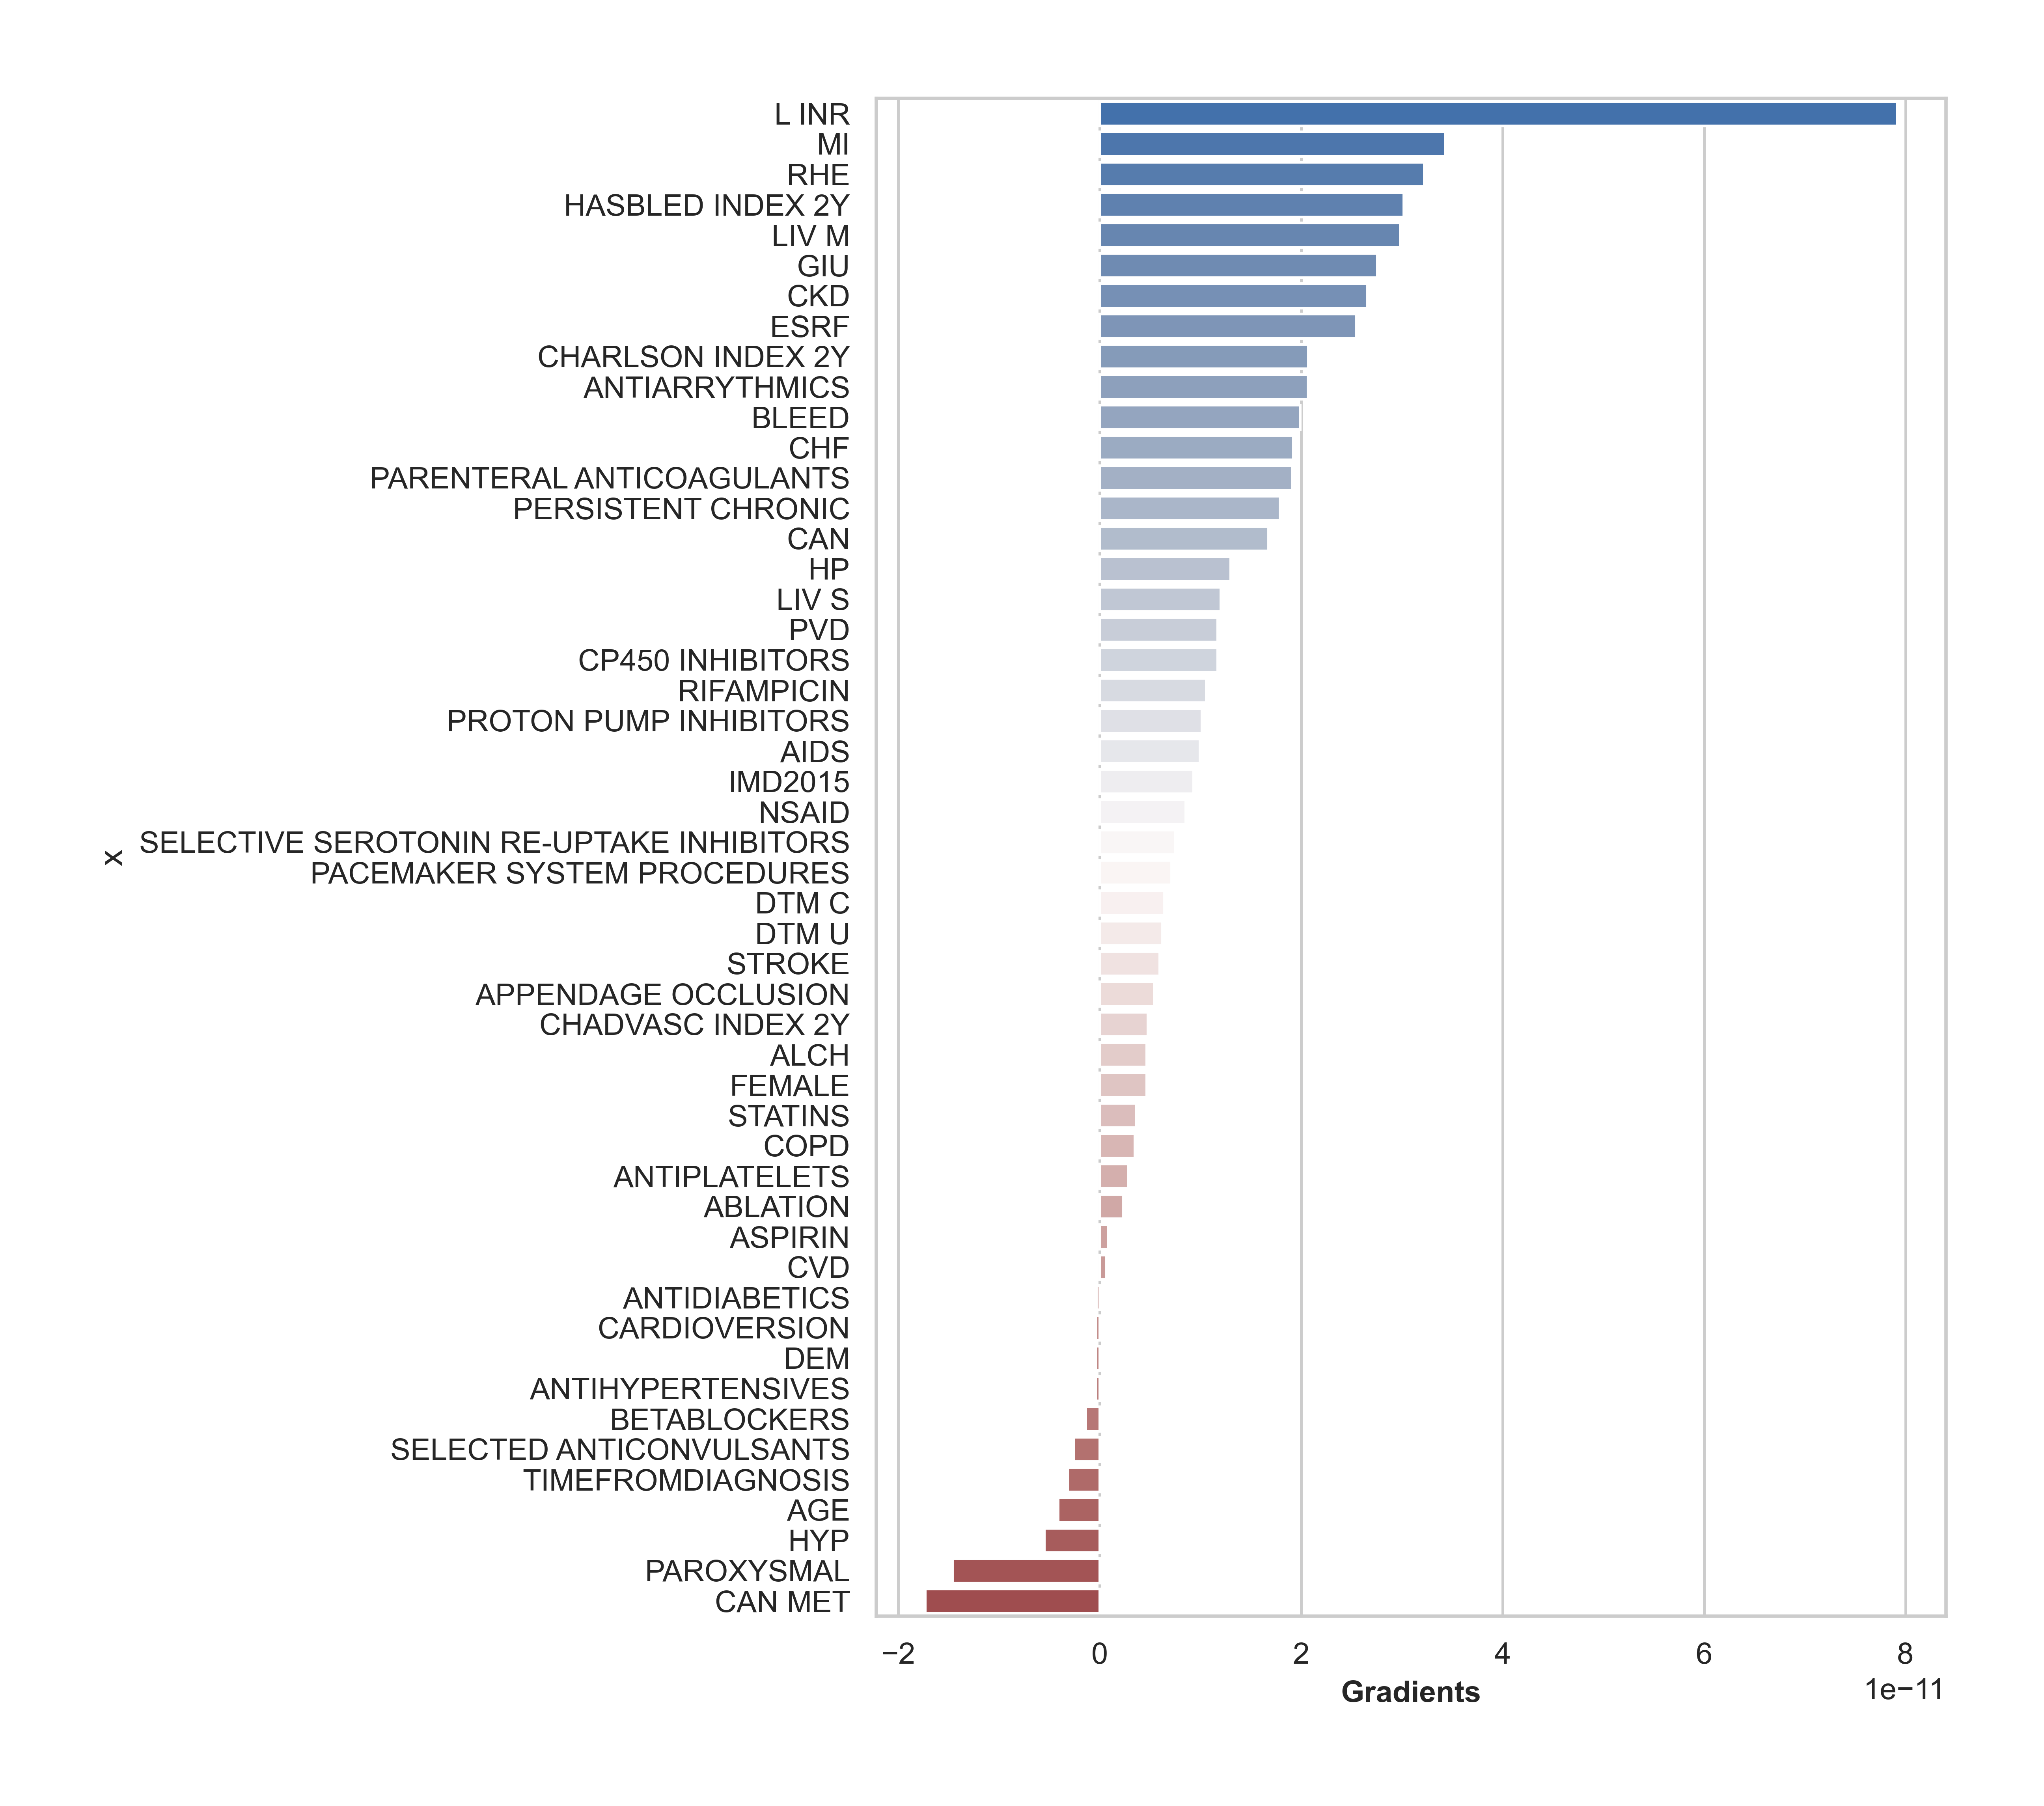 L INR
MI
RHE
HASBLED INDEX 2Y
LIV M
GIU
CKD
ESRF
CHARLSON INDEX 2Y
ANTIARRYTHMICS
BLEED
CHF
PARENTERAL ANTICOAGULANTS
PERSISTENT CHRONIC
CAN
HP
LIV S
PVD
CP450 INHIBITORS
RIFAMPICIN
PROTON PUMP INHIBITORS
AIDS
IMD2015
NSAID
SELECTIVE SEROTONIN RE-UPTAKE INHIBITORS
x
PACEMAKER SYSTEM PROCEDURES
DTM C
DTM U
STROKE
APPENDAGE OCCLUSION
CHADVASC INDEX 2Y
ALCH
FEMALE
STATINS
COPD
ANTIPLATELETS
ABLATION
ASPIRIN
CVD
ANTIDIABETICS
CARDIOVERSION
DEM
ANTIHYPERTENSIVES
BETABLOCKERS
SELECTED ANTICONVULSANTS
TIMEFROMDIAGNOSIS
AGE
HYP
PAROXYSMAL
CAN MET
−2 0 2 4 6 8
1e−11
Gradients